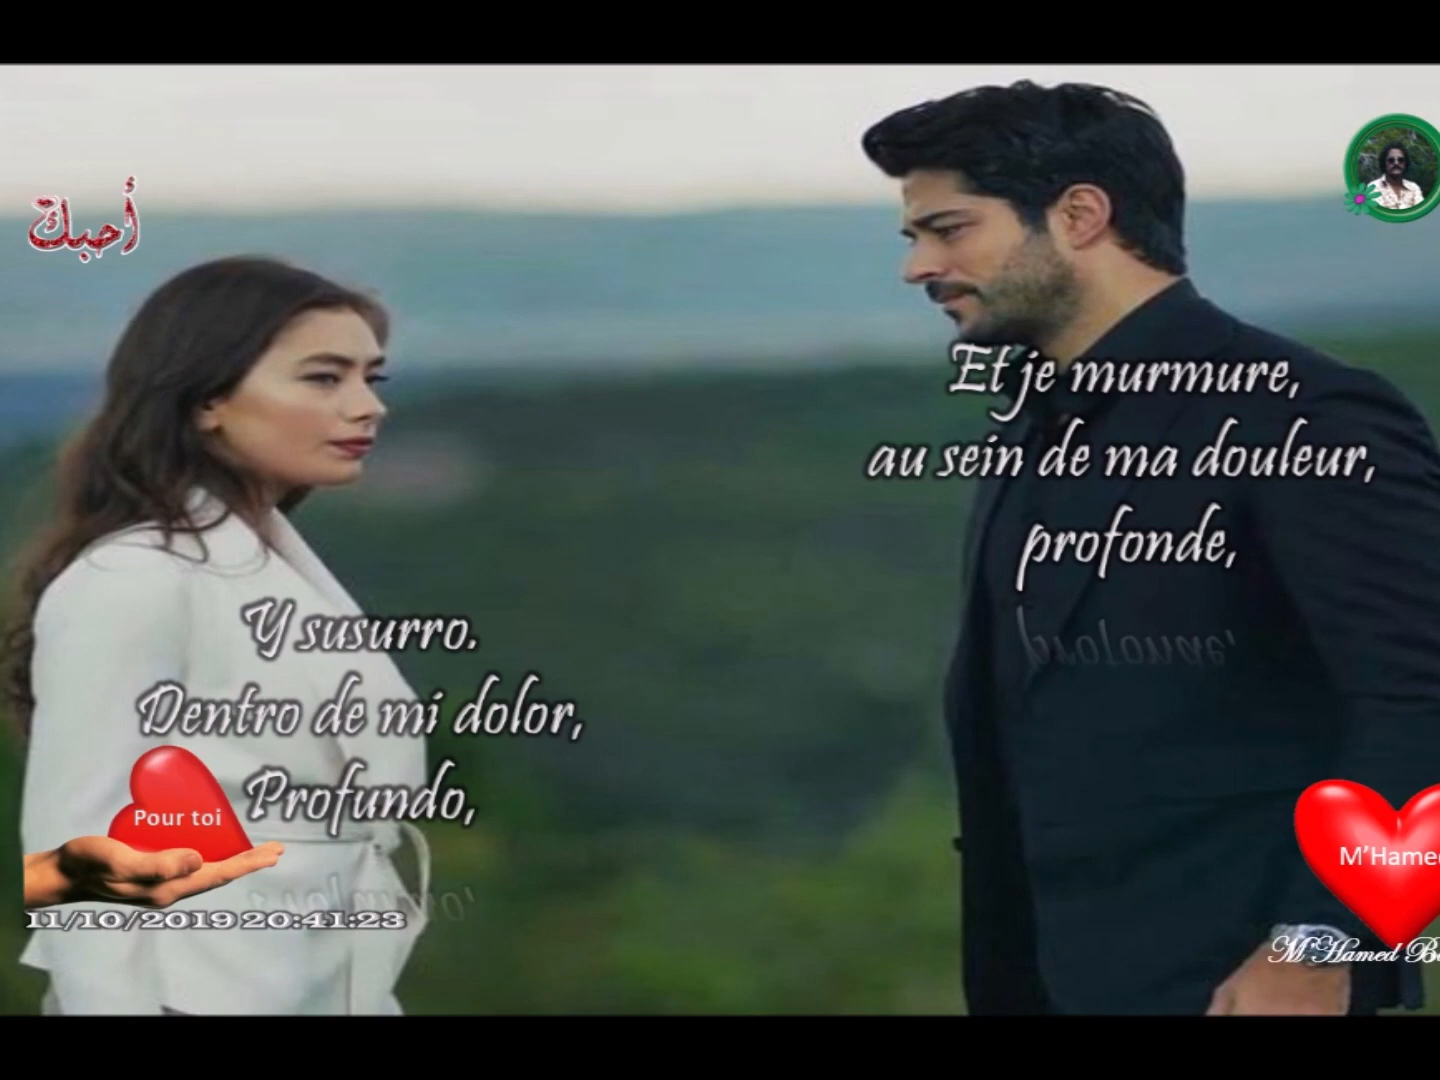 أحبك
Et je murmure,
au sein de ma douleur,
profonde,
Y susurro.
Dentro de mi dolor,
Profundo,
Pour toi
M'Hamed
11/10/2019 20:41:23
M'Hamed